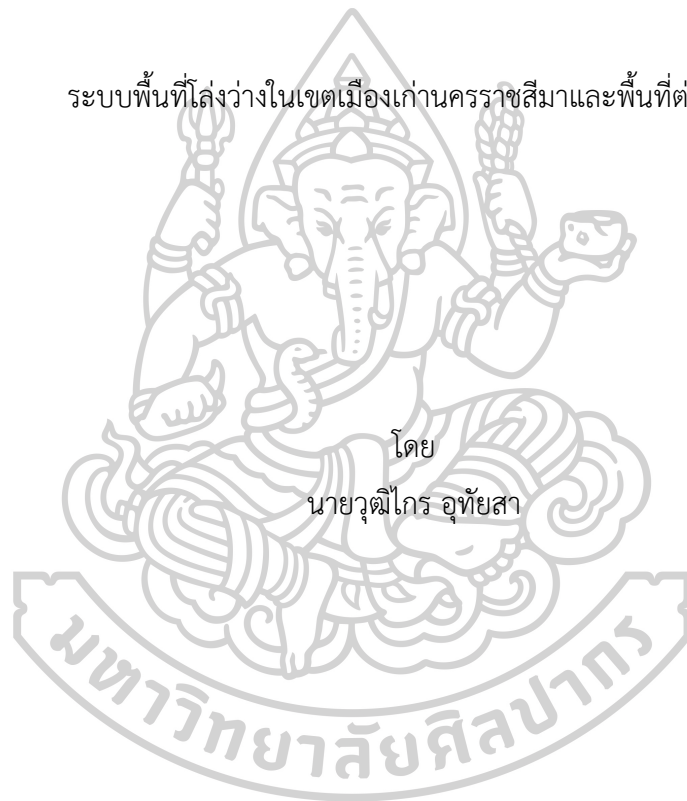 ระบบพื้นที่โล่งว่างในเขตเมืองเก่านครราชสีมาและพื้นที่ต่
โดย
นายวุฒิไกร อุทัยสา
มหาวิทยาลัยศิลปากร